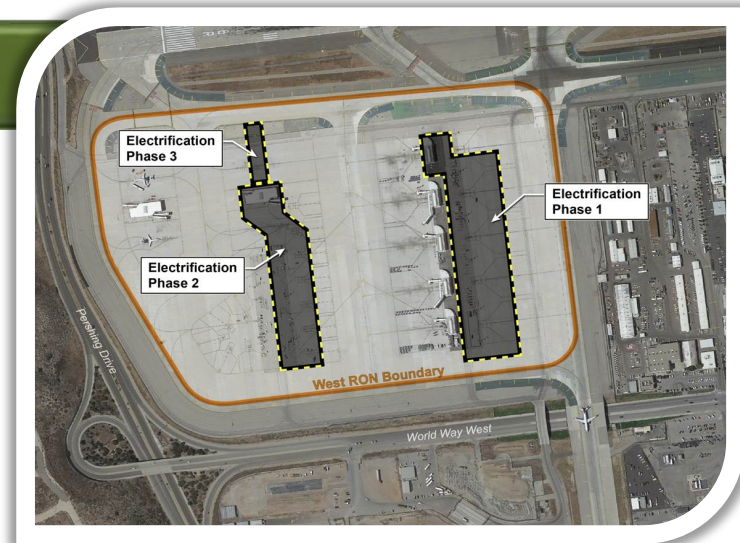 Electrification
Phase 3
Electrification
Phase 1
Electrification
Phase 2
Pershing Drive
West RON Boundary
World Way West